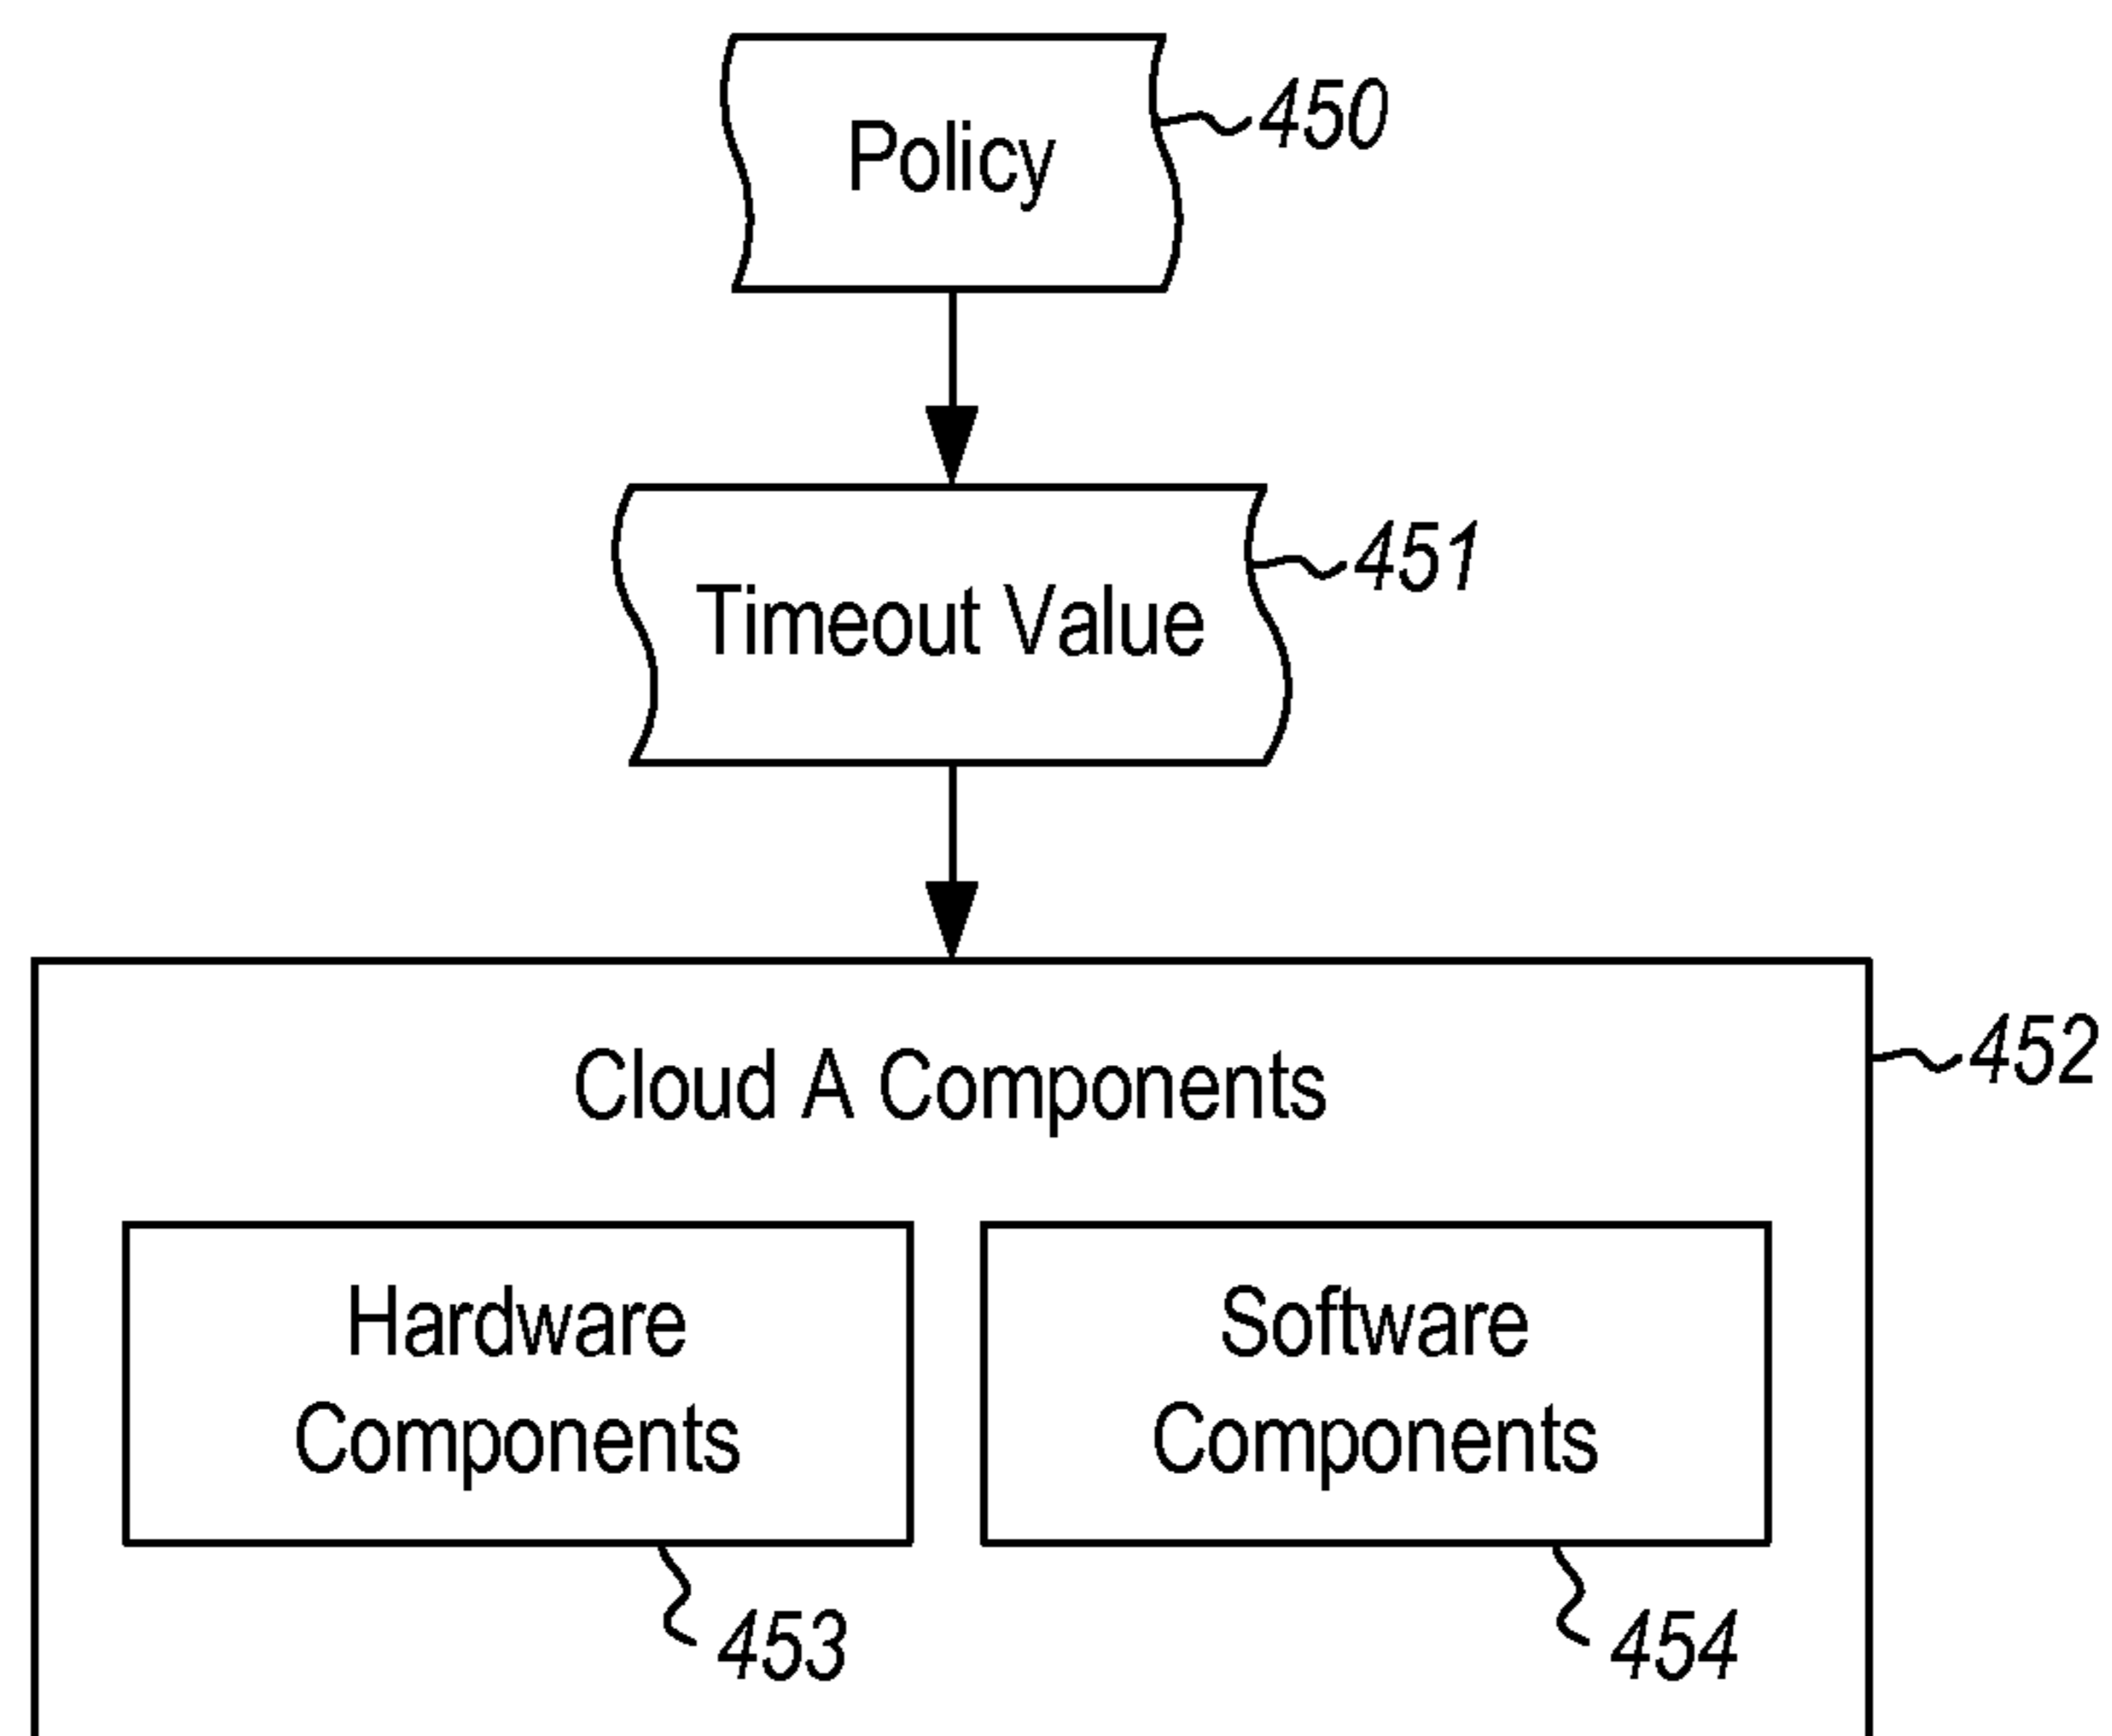 Policy
450
Timeout Value
451
Cloud A Components
452
Hardware
Components
453
Software
Components
454